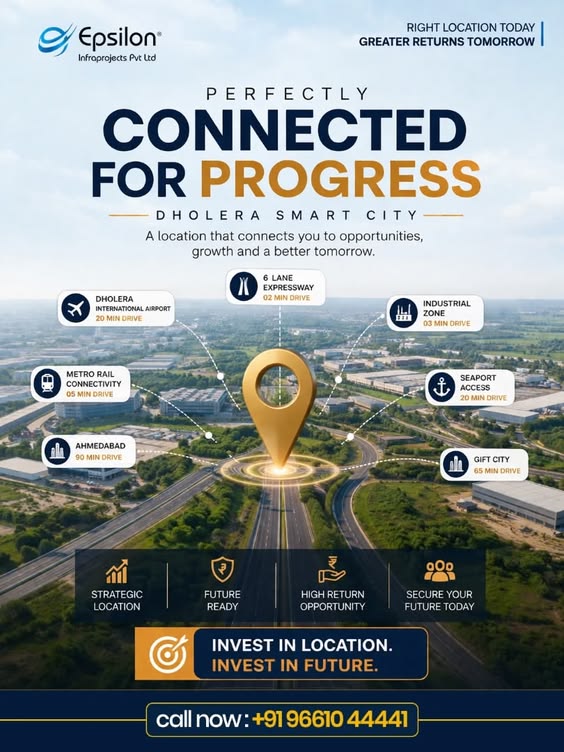 Epsilon®
Infraprojects Pvt Ltd
RIGHT LOCATION TODAY
GREATER RETURNS TOMORROW
PERFECTLY
CONNECTED
FOR PROGRESS
DHOLERA SMART CITY
A location that connects you to opportunities,
growth and a better tomorrow.
6 LANE
EXPRESSWAY
02 MIN DRIVE
DHOLERA
INTERNATIONAL AIRPORT
20 MIN DRIVE
INDUSTRIAL
ZONE
03 MIN DRIVE
METRO RAIL
CONNECTIVITY
05 MIN DRIVE
SEAPORT
ACCESS
20 MIN DRIVE
AHMEDABAD
90 MIN DRIVE
GIFT CITY
65 MIN DRIVE
STRATEGIC
LOCATION
FUTURE
READY
HIGH RETURN
OPPORTUNITY
SECURE YOUR
FUTURE TODAY
INVEST IN LOCATION.
INVEST IN FUTURE.
call now : +91 96610 44441